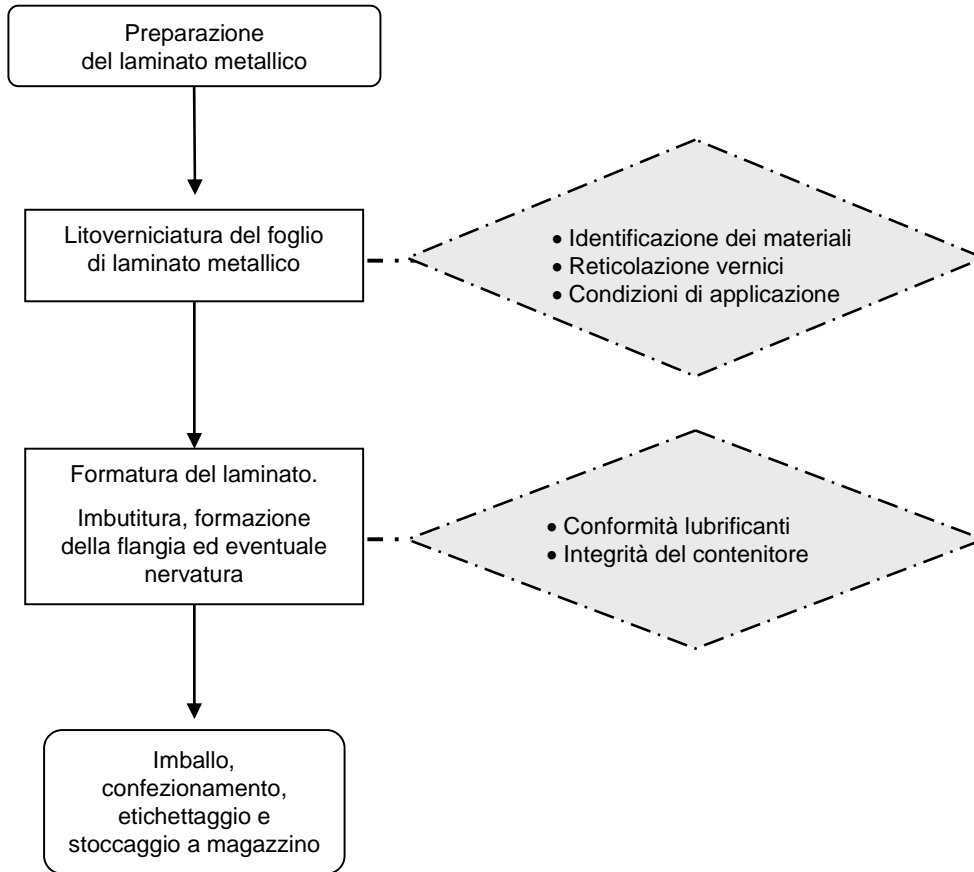 Preparazione
del laminato metallico
Litoverniciatura del foglio
di laminato metallico
• Identificazione dei materiali
• Reticolazione vernici
• Condizioni di applicazione
Formatura del laminato.
Imbutitura, formazione
della flangia ed eventuale
nervatura
• Conformità lubrificanti
• Integrità del contenitore
Imballo,
confezionamento,
etichettaggio e
stoccaggio a magazzino